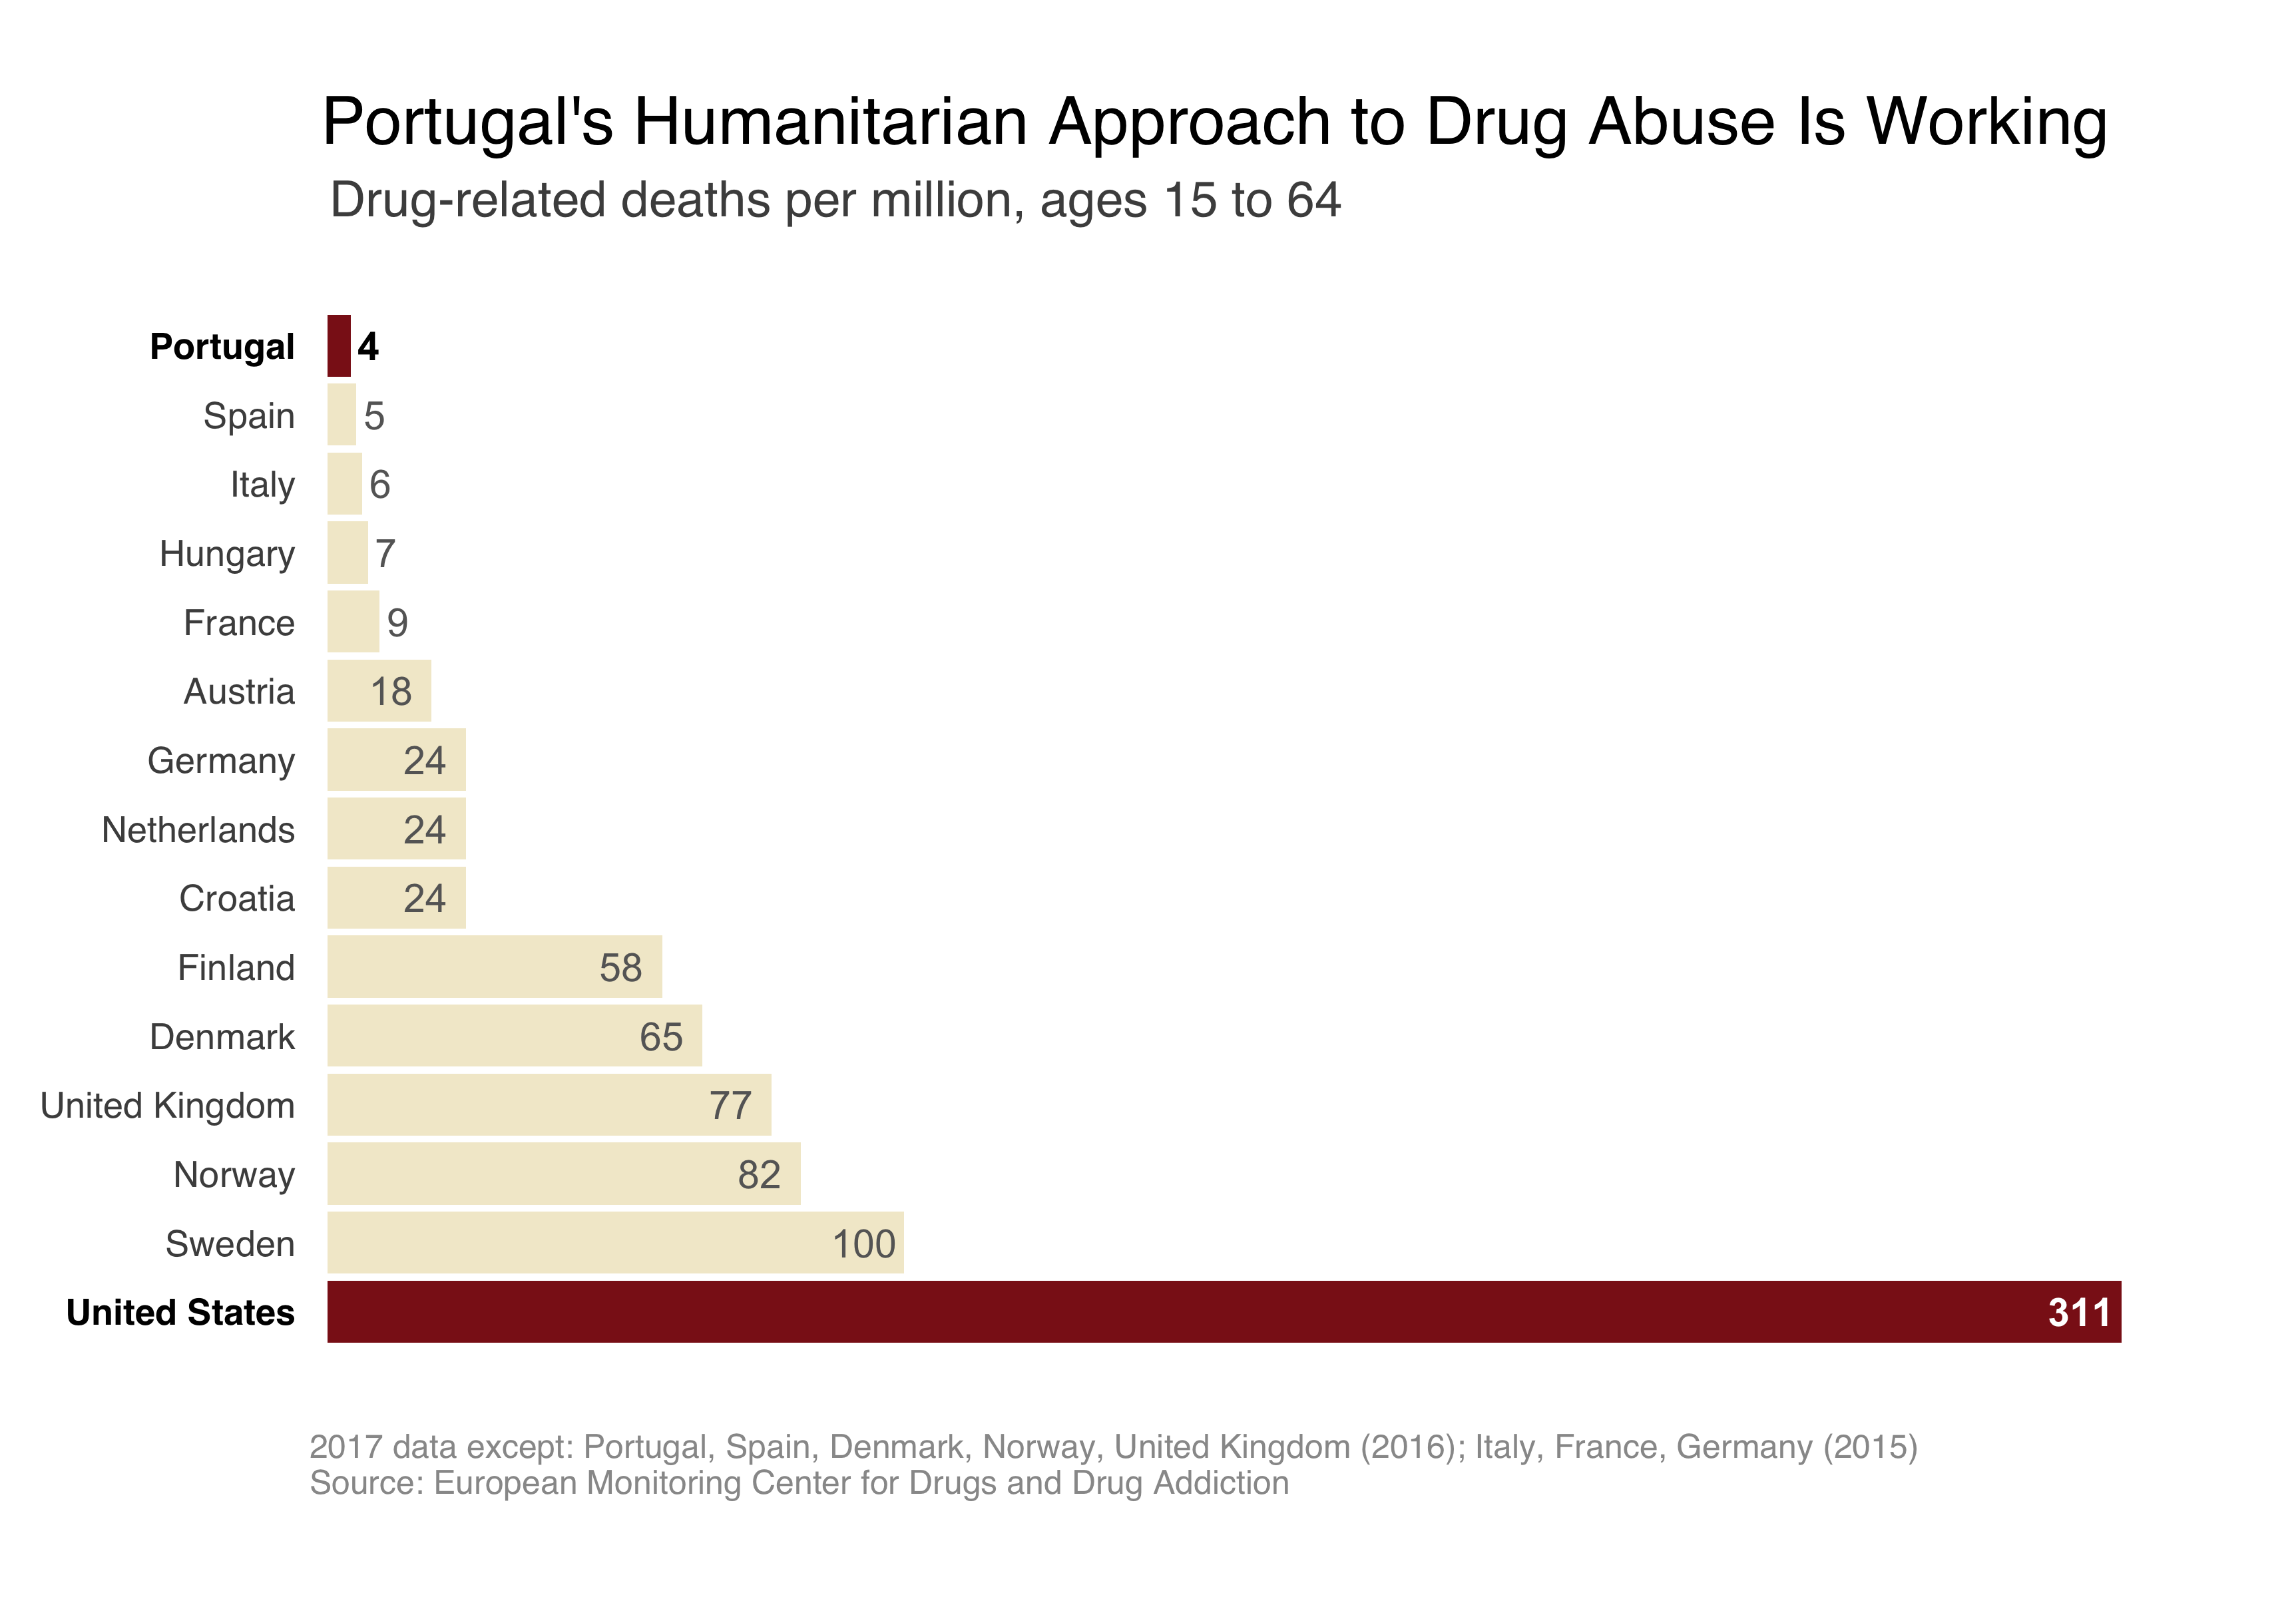 Portugal's Humanitarian Approach to Drug Abuse Is Working
Drug-related deaths per million, ages 15 to 64
Portugal 4
Spain 5
Italy 6
Hungary 7
France 9
Austria 18
Germany 24
Netherlands 24
Croatia 24
Finland 58
Denmark 65
United Kingdom 77
Norway 82
Sweden 100
United States 311
2017 data except: Portugal, Spain, Denmark, Norway, United Kingdom (2016); Italy, France, Germany (2015)
Source: European Monitoring Center for Drugs and Drug Addiction